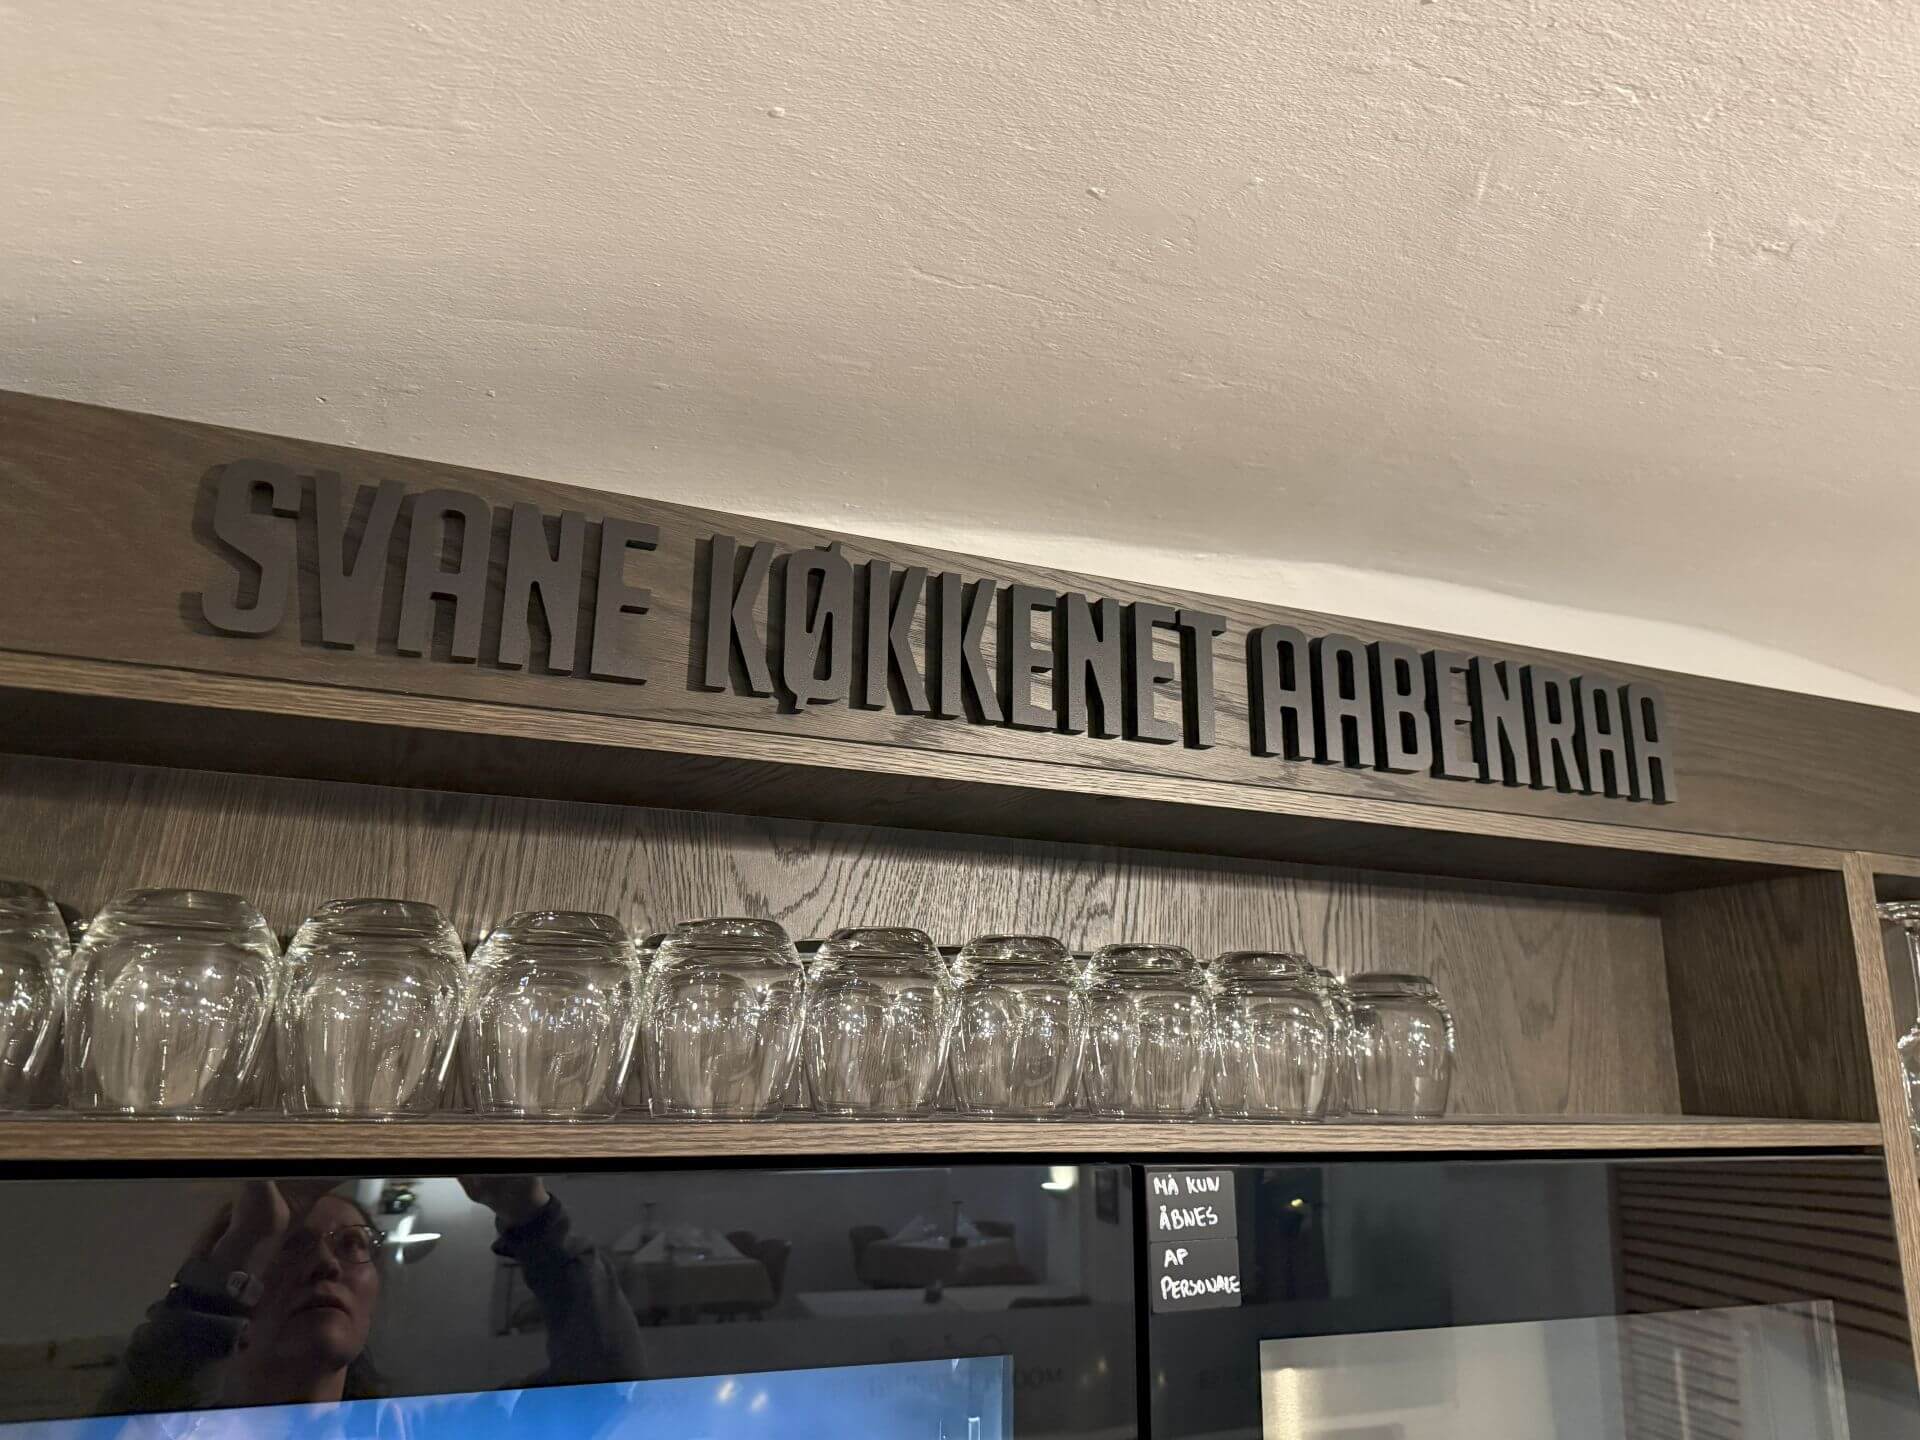 SVANE KØKKENET AABENRAA
MÅ KUN
ÅBNES
AF
PERSONALE